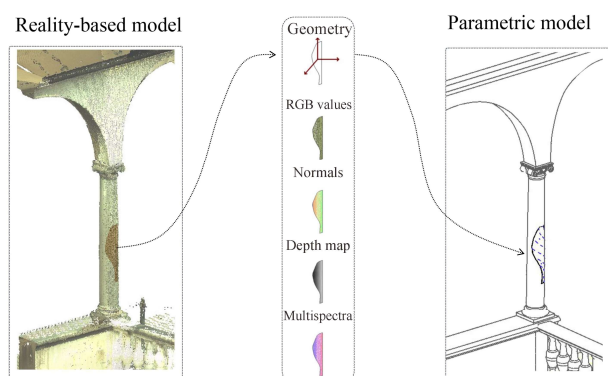 Reality-based model
Geometry
Parametric model
RGB values
Normals
Depth map
Multispectra